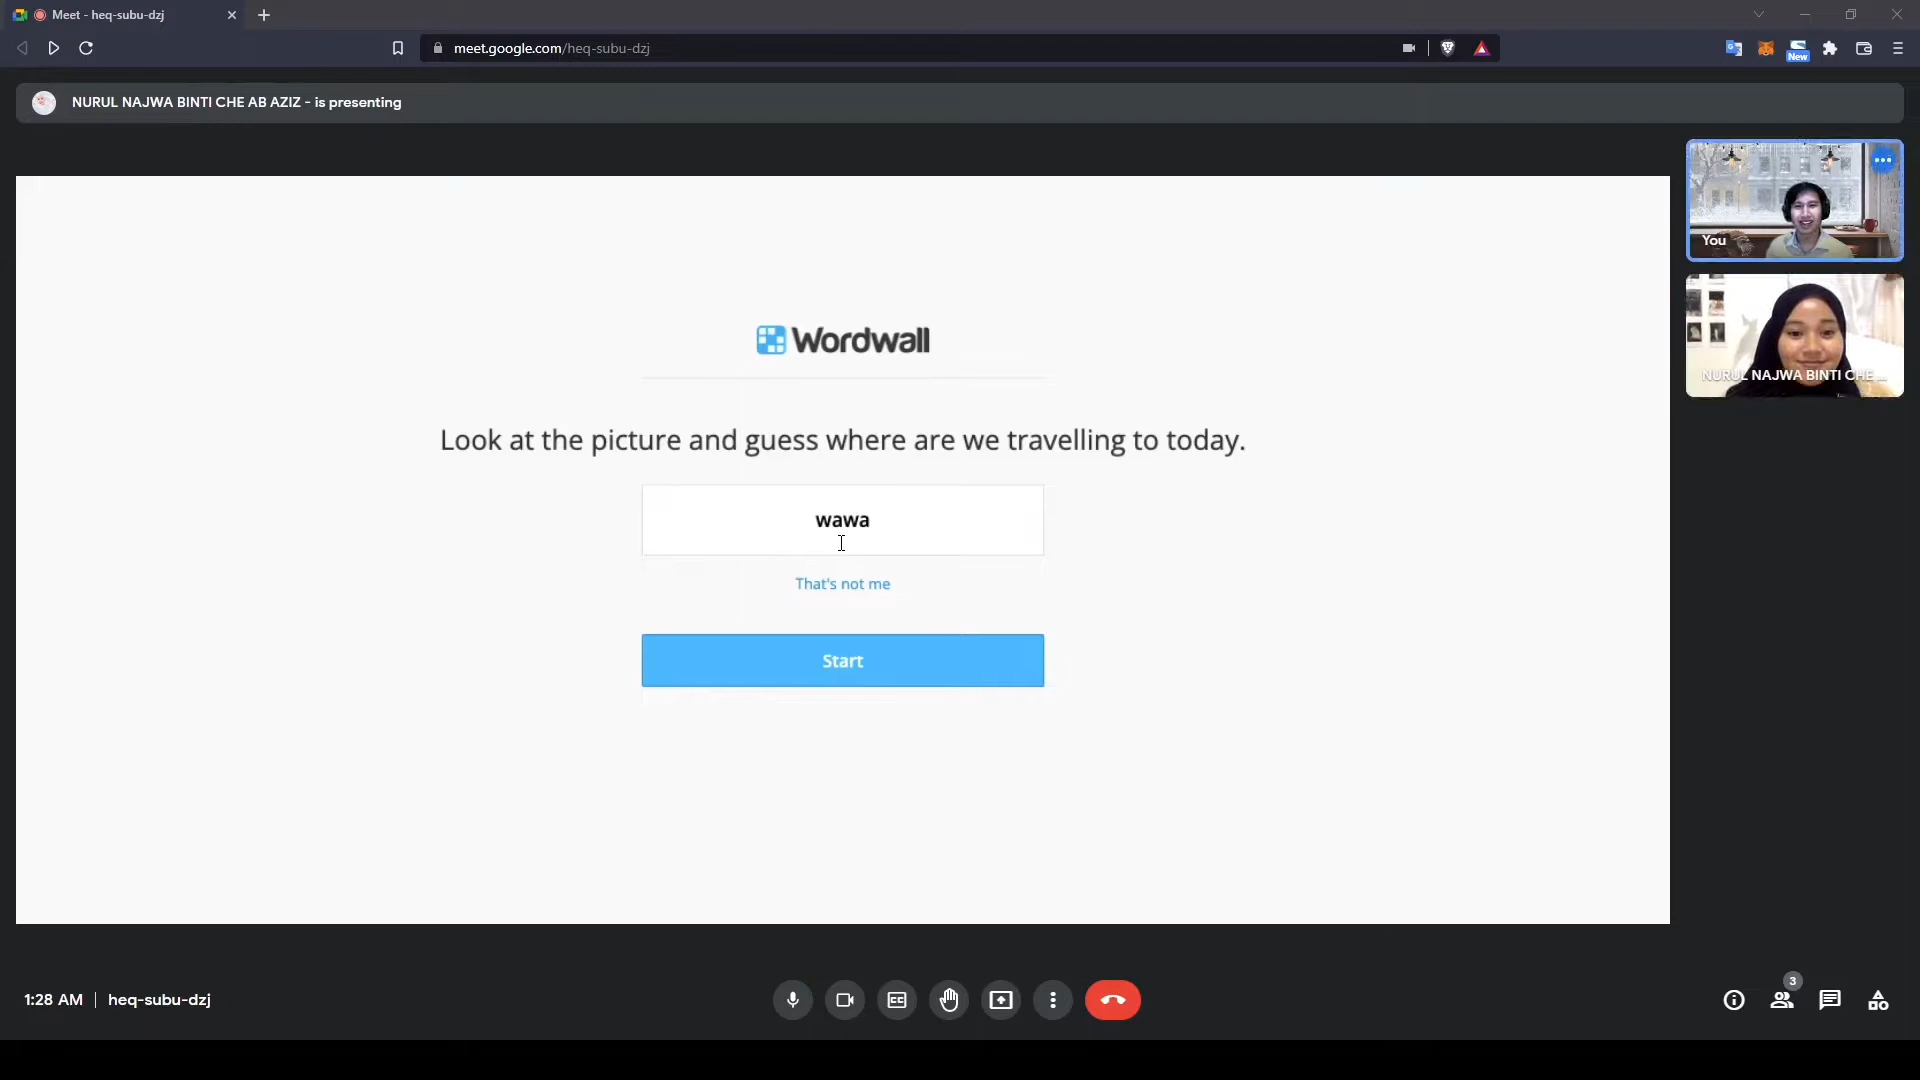 Meet - heq-subu-dzj
meet.google.com/heq-subu-dzj
New
NURUL NAJWA BINTI CHE AB AZIZ - is presenting
You
NURUL NAJWA BINTI CHE ...
Wordwall
Look at the picture and guess where are we travelling to today.
wawa
That's not me
Start
1:28 AM | heq-subu-dzj
3